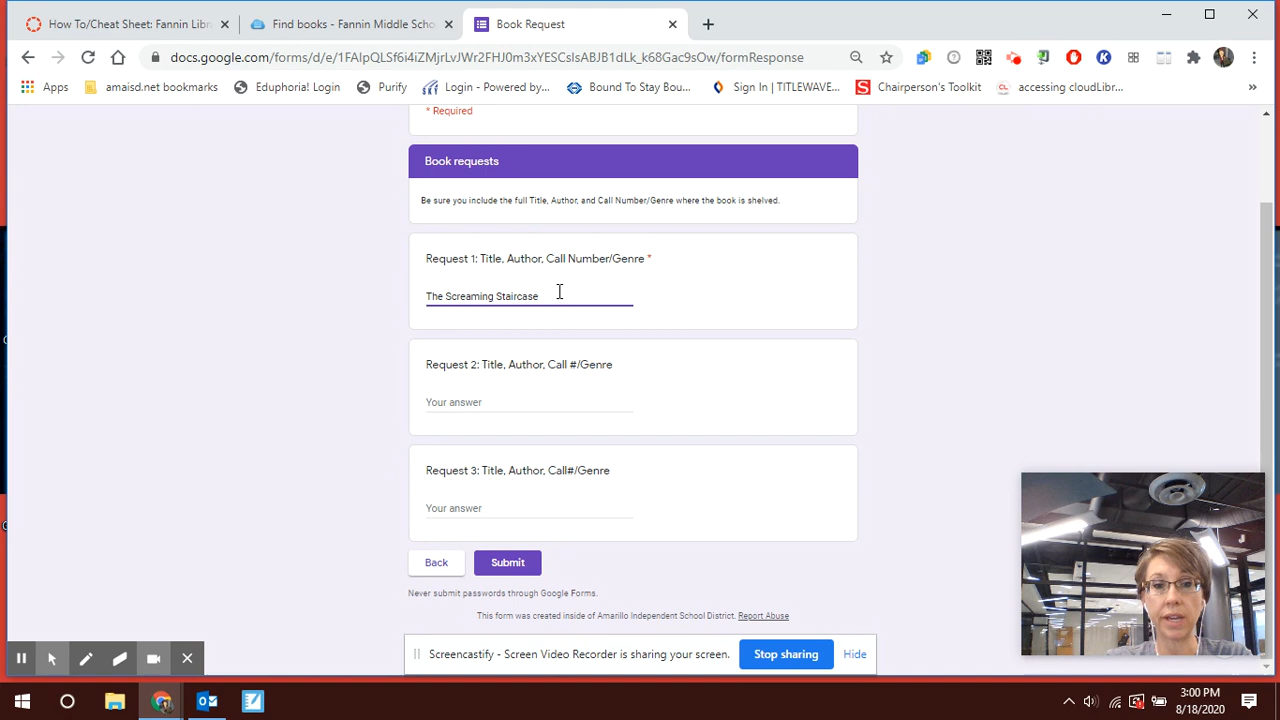 How To/Cheat Sheet: Fannin Libr
Find books - Fannin Middle Scho
Book Request
docs.google.com/forms/d/e/1FAIpQLSf6i4iZMjrLvIWr2FHJ0m3xYESCsIsABJB1dLk_k68Gac9sOw/formResponse
Apps
amaisd.net bookmarks
Eduphoria! Login
Purify
Login - Powered by...
Bound To Stay Bou...
Sign In | TITLEWAVE...
Chairperson's Toolkit
accessing cloudLibr...
* Required
Book requests
Be sure you include the full Title, Author, and Call Number/Genre where the book is shelved.
Request 1: Title, Author, Call Number/Genre *
The Screaming Staircase
Request 2: Title, Author, Call #/Genre
Your answer
Request 3: Title, Author, Call#/Genre
Your answer
Back
Submit
Never submit passwords through Google Forms.
This form was created inside of Amarillo Independent School District. Report Abuse
Screencastify - Screen Video Recorder is sharing your screen.
Stop sharing
Hide
3:00 PM
8/18/2020